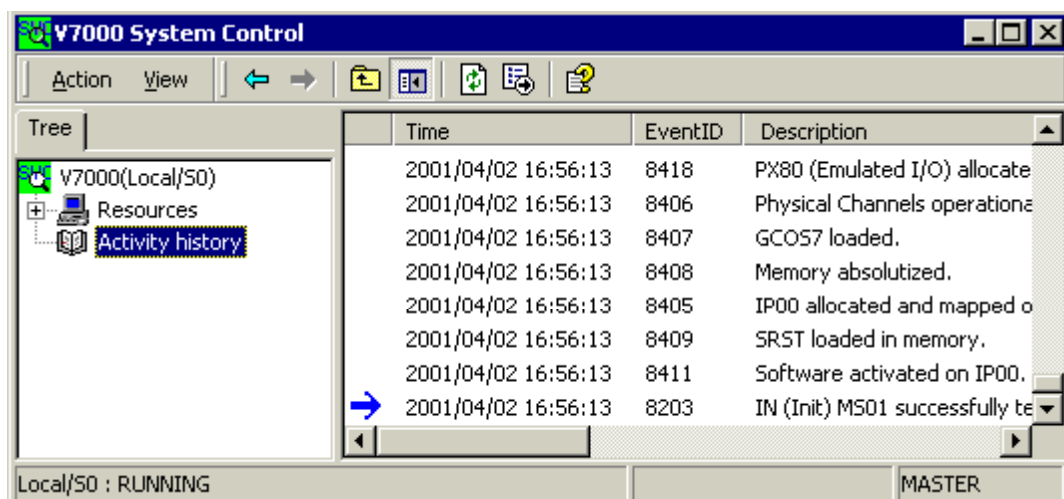 V7000 System Control
Action View
Tree
V7000(Local/S0)
Resources
Activity history
Time EventID Description
2001/04/02 16:56:13 8418 PX80 (Emulated I/O) allocate
2001/04/02 16:56:13 8406 Physical Channels operationa
2001/04/02 16:56:13 8407 GCOS7 loaded.
2001/04/02 16:56:13 8408 Memory absolutized.
2001/04/02 16:56:13 8405 IP00 allocated and mapped o
2001/04/02 16:56:13 8409 SRST loaded in memory.
2001/04/02 16:56:13 8411 Software activated on IP00.
2001/04/02 16:56:13 8203 IN (Init) MS01 successfully te
Local/S0 : RUNNING MASTER